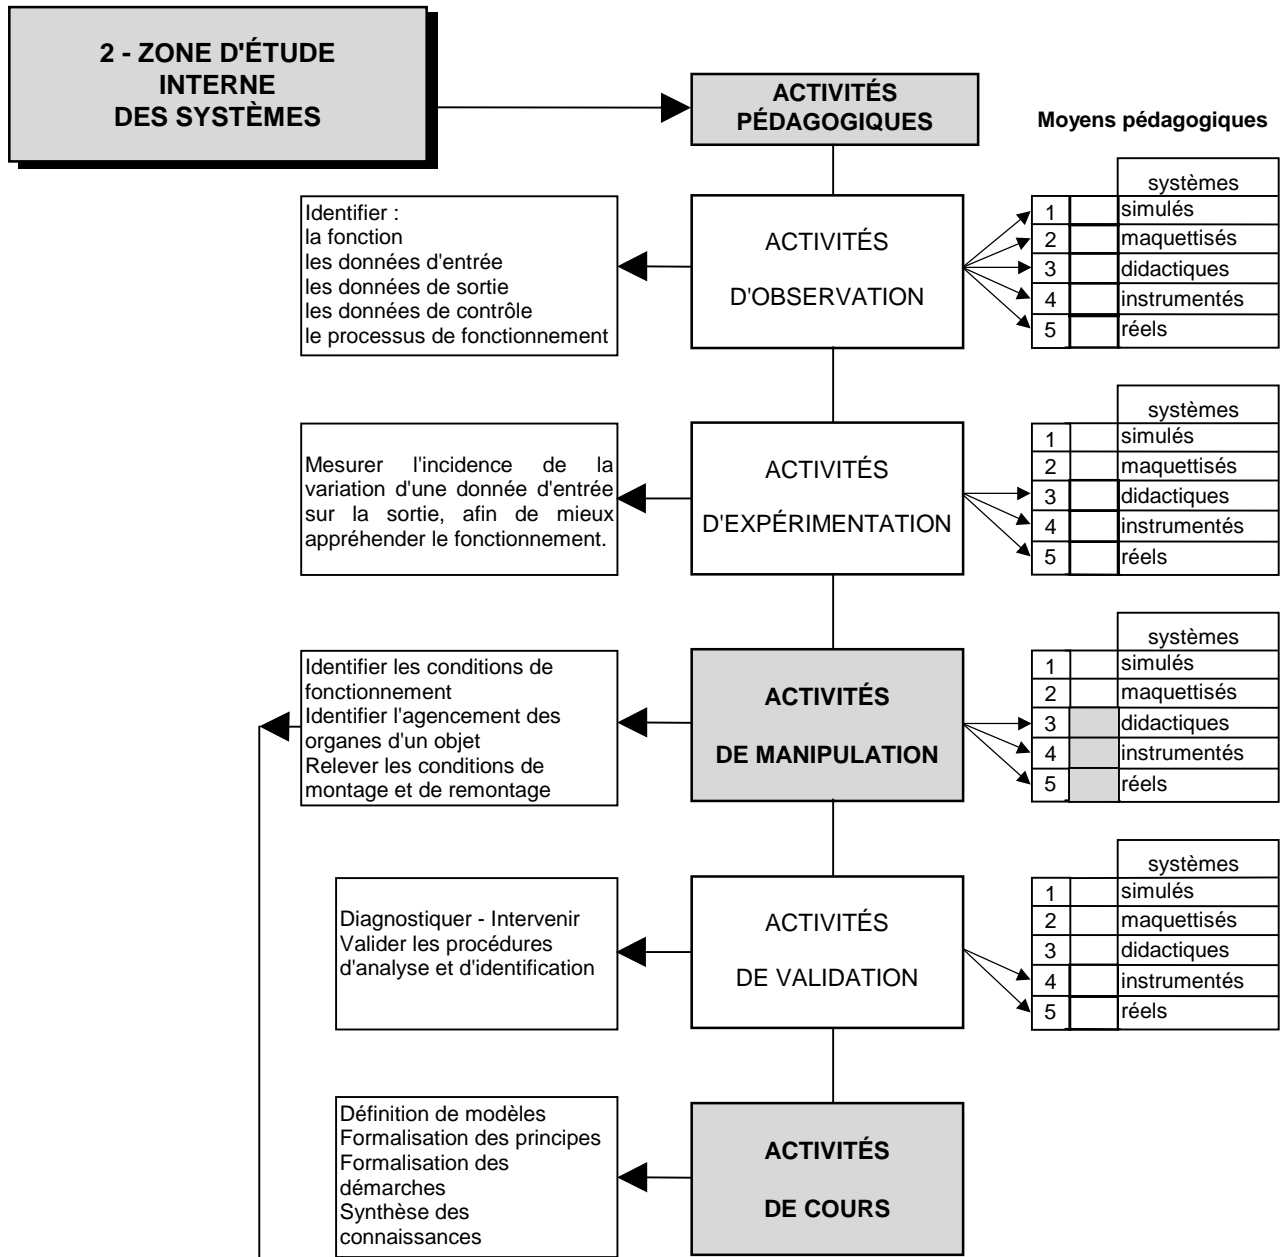 2 - ZONE D'ÉTUDE
INTERNE
DES SYSTÈMES
ACTIVITÉS
PÉDAGOGIQUES
Moyens pédagogiques
Identifier :
la fonction
les données d'entrée
les données de sortie
les données de contrôle
le processus de fonctionnement
ACTIVITÉS
D'OBSERVATION
systèmes
1 simulés
2 maquettisés
3 didactiques
4 instrumentés
5 réels
Mesurer l'incidence de la
variation d'une donnée d'entrée
sur la sortie, afin de mieux
appréhender le fonctionnement.
ACTIVITÉS
D'EXPÉRIMENTATION
systèmes
1 simulés
2 maquettisés
3 didactiques
4 instrumentés
5 réels
Identifier les conditions de
fonctionnement
Identifier l'agencement des
organes d'un objet
Relever les conditions de
montage et de remontage
ACTIVITÉS
DE MANIPULATION
systèmes
1 simulés
2 maquettisés
3 didactiques
4 instrumentés
5 réels
Diagnostiquer - Intervenir
Valider les procédures
d'analyse et d'identification
ACTIVITÉS
DE VALIDATION
systèmes
1 simulés
2 maquettisés
3 didactiques
4 instrumentés
5 réels
Définition de modèles
Formalisation des principes
Formalisation des
démarches
Synthèse des
connaissances
ACTIVITÉS
DE COURS